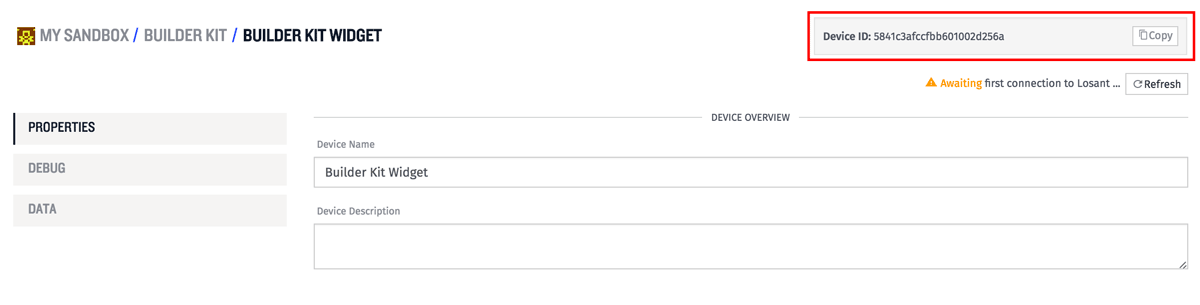 MY SANDBOX / BUILDER KIT / BUILDER KIT WIDGET
Device ID: 5841c3afccfbb601002d256a
Copy
Awaiting first connection to Losant ...
Refresh
PROPERTIES
DEBUG
DATA
DEVICE OVERVIEW
Device Name
Builder Kit Widget
Device Description